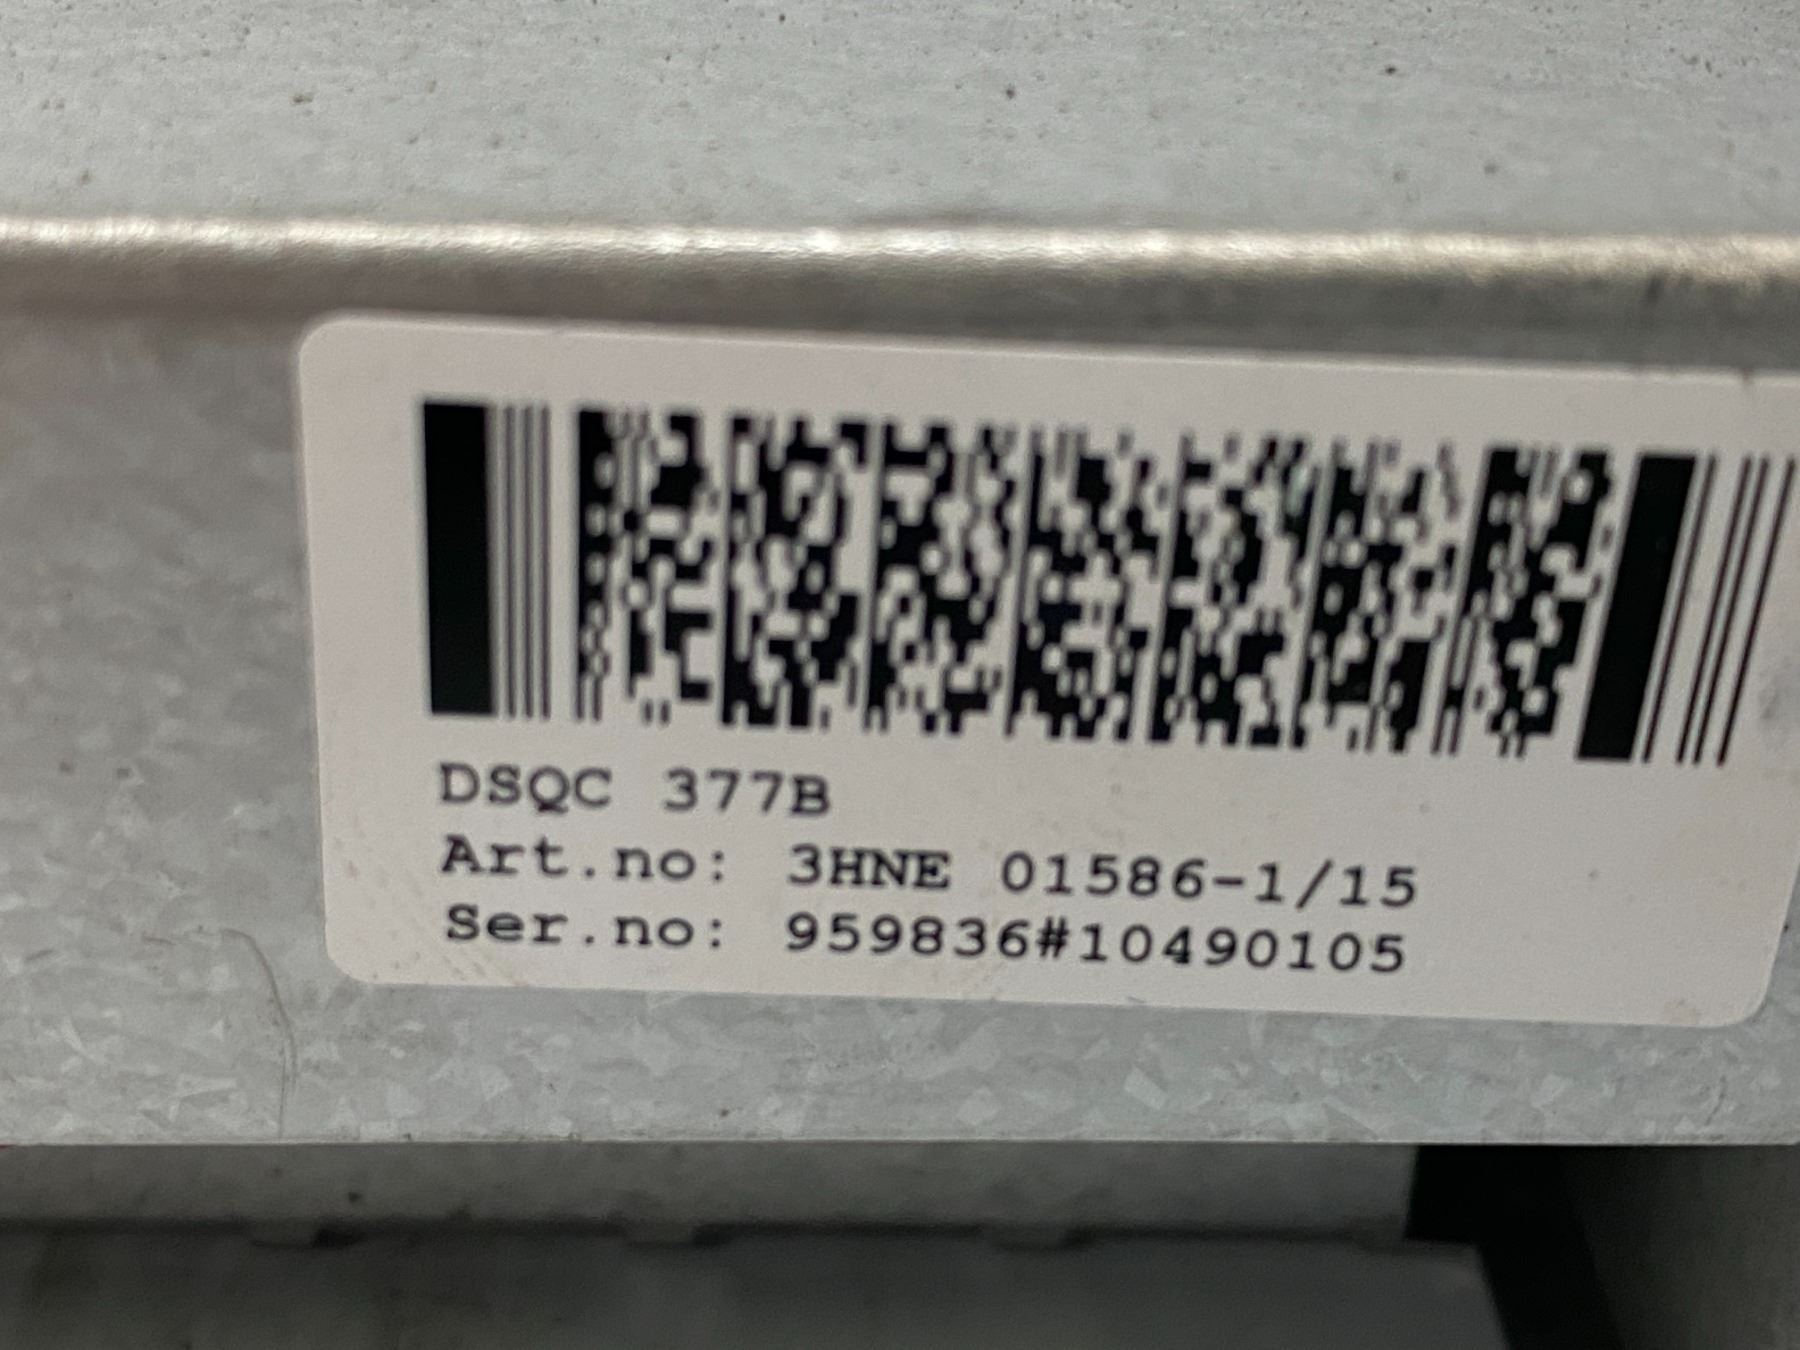 DSQC 377B
Art.no: 3HNE 01586-1/15
Ser.no: 959836#10490105